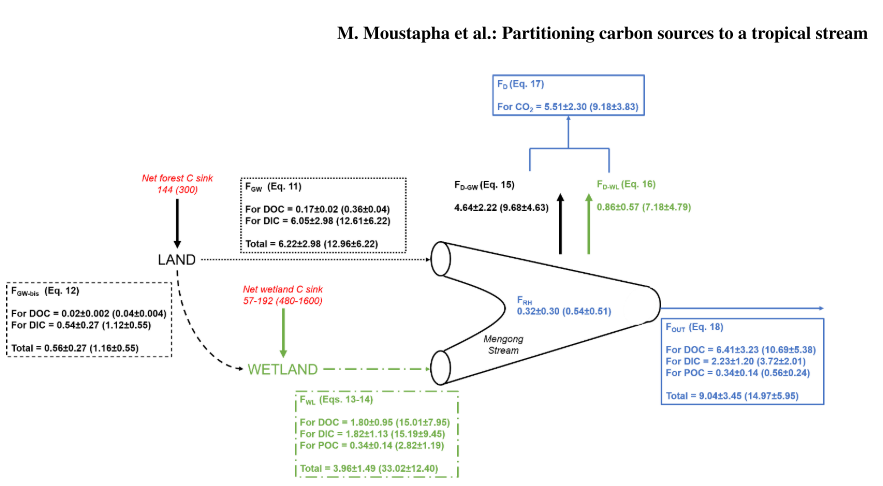 M. Moustapha et al.: Partitioning carbon sources to a tropical stream
F_D (Eq. 17)
For CO₂ = 5.51±2.30 (9.18±3.83)
Net forest C sink
144 (300)
F_GW (Eq. 11)
For DOC = 0.17±0.02 (0.36±0.04)
For DIC = 6.05±2.98 (12.61±6.22)
Total = 6.22±2.98 (12.96±6.22)
F_D-GW (Eq. 15)
4.64±2.22 (9.68±4.63)
F_D-WL (Eq. 16)
0.86±0.57 (7.18±4.79)
LAND
F_GW-bis (Eq. 12)
For DOC = 0.02±0.002 (0.04±0.004)
For DIC = 0.54±0.27 (1.12±0.55)
Total = 0.56±0.27 (1.16±0.55)
Net wetland C sink
57-192 (480-1600)
F_RH
0.32±0.30 (0.54±0.51)
Mengong
Stream
WETLAND
F_OUT (Eq. 18)
For DOC = 6.41±3.23 (10.69±5.38)
For DIC = 2.23±1.20 (3.72±2.01)
For POC = 0.34±0.14 (0.56±0.24)
Total = 9.04±3.45 (14.97±5.95)
F_WL (Eqs. 13-14)
For DOC = 1.80±0.95 (15.01±7.95)
For DIC = 1.82±1.13 (15.19±9.45)
For POC = 0.34±0.14 (2.82±1.19)
Total = 3.96±1.49 (33.02±12.40)